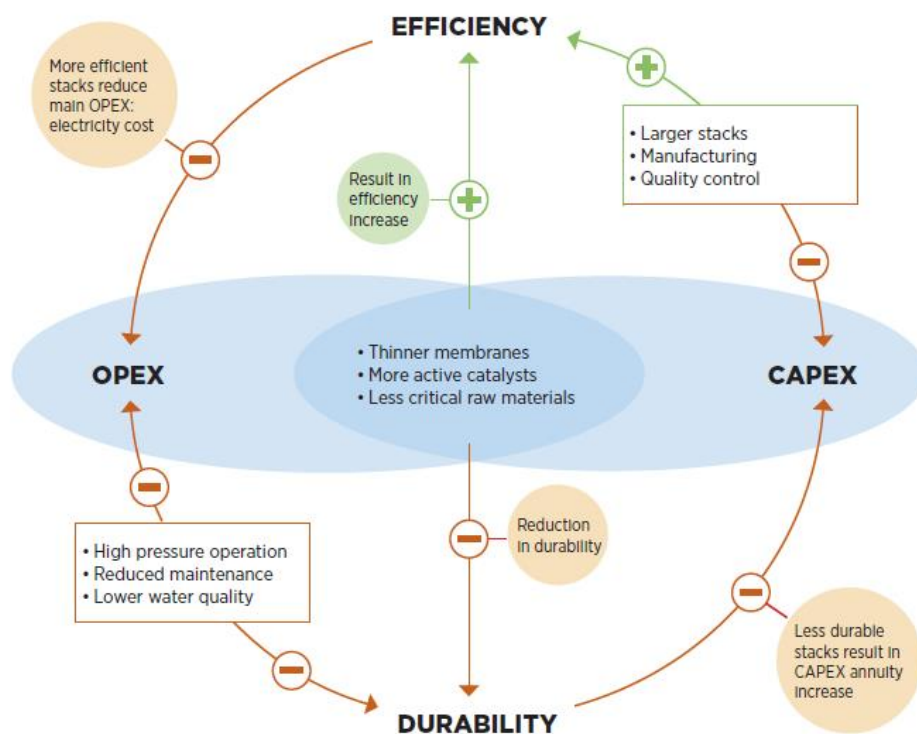 EFFICIENCY
More efficient
stacks reduce
main OPEX:
electricity cost
• Larger stacks
• Manufacturing
• Quality control
Result in
efficiency
increase
OPEX
• Thinner membranes
• More active catalysts
• Less critical raw materials
CAPEX
• High pressure operation
• Reduced maintenance
• Lower water quality
Reduction
in durability
Less durable
stacks result in
CAPEX annuity
increase
DURABILITY